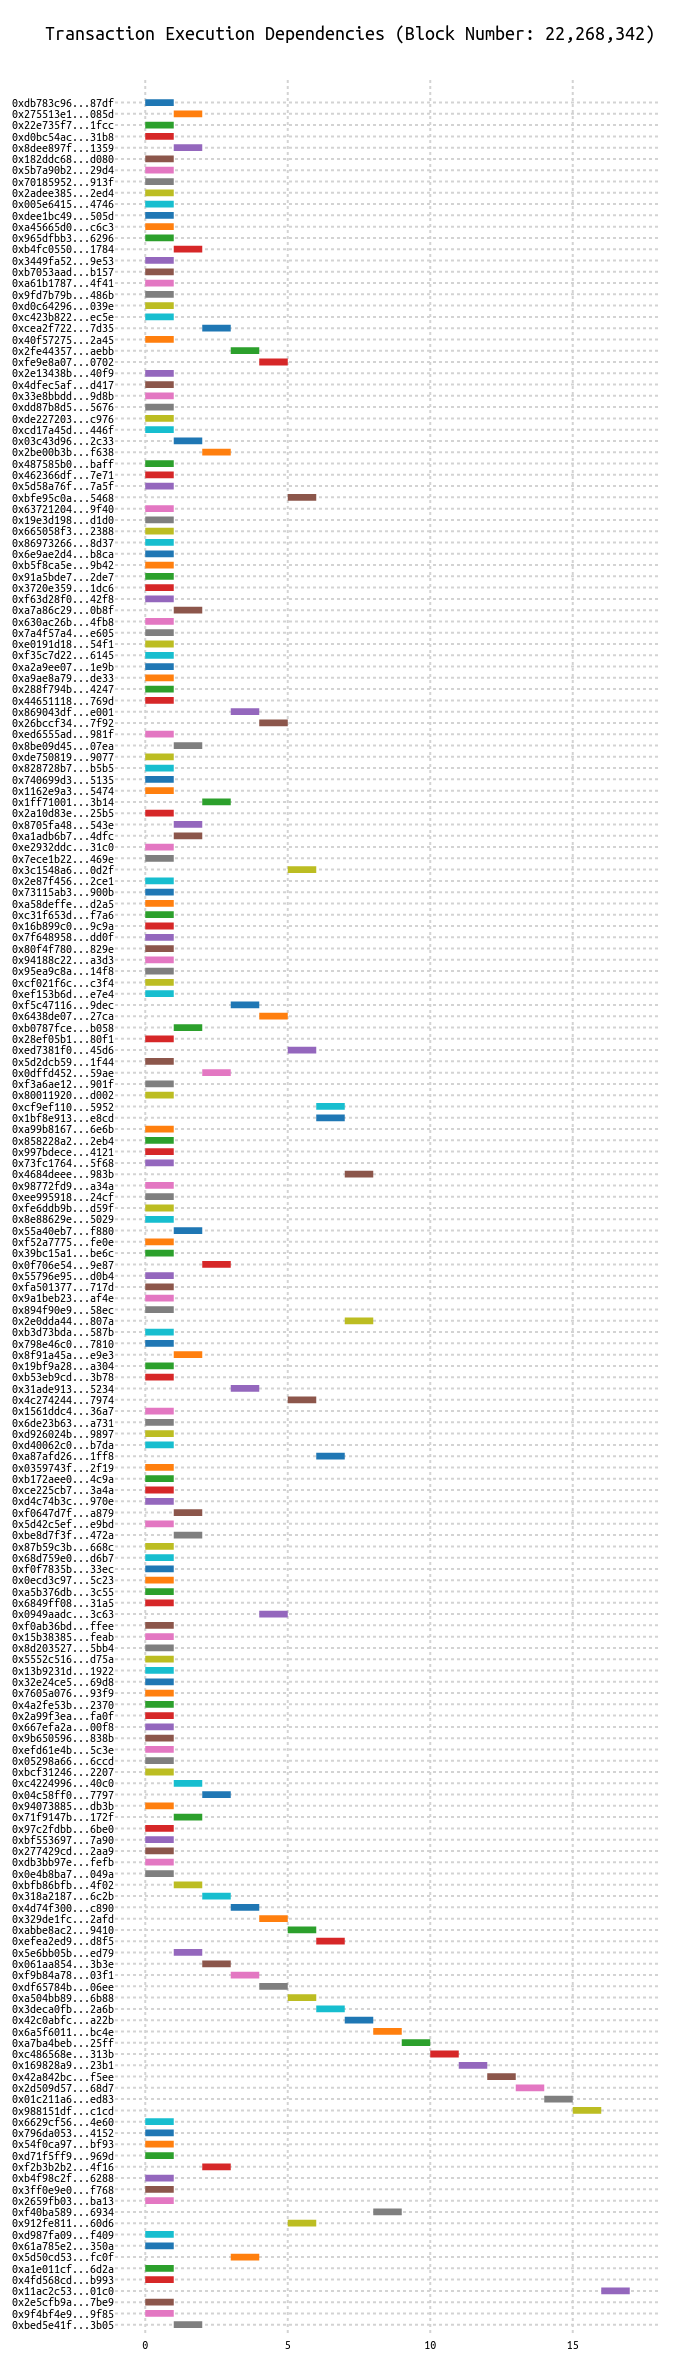 Transaction Execution Dependencies (Block Number: 22,268,342)
0xdb783c96...87df
0x275513e1...085d
0x22e735f7...1fcc
0xd0bc54ac...31b8
0x8dee897f...1359
0x182ddc68...d080
0x5b7a90b2...29d4
0x70185952...913f
0x2adee385...2ed4
0x005e6415...4746
0xdee1bc49...505d
0xa45665d0...c6c3
0x965dfbb3...6296
0xb4fc0550...1784
0x3449fa52...9e53
0xb7053aad...b157
0xa61b1787...4f41
0x9fd7b79b...486b
0xd0c64296...039e
0xc423b822...ec5e
0xcea2f722...7d35
0x40f57275...2a45
0x2fe44357...aebb
0xfe9e8a07...0702
0x2e13438b...40f9
0x4dfec5af...d417
0x33e8bbdd...9d8b
0xdd87b8d5...5676
0xde227203...c976
0xcd17a45d...446f
0x03c43d96...2c33
0x2be00b3b...f638
0x487585b0...baff
0x462366df...7e71
0x5d58a76f...7a5f
0xbfe95c0a...5468
0x63721204...9f40
0x19e3d198...d1d0
0x665058f3...2388
0x86973266...8d37
0x6e9ae2d4...b8ca
0xb5f8ca5e...9b42
0x91a5bde7...2de7
0x3720e359...1dc6
0xf63d28f0...42f8
0xa7a86c29...0b8f
0x630ac26b...4fb8
0x7a4f57a4...e605
0xe0191d18...54f1
0xf35c7d22...6145
0xa2a9ee07...1e9b
0xa9ae8a79...de33
0x288f794b...4247
0x44651118...769d
0x869043df...e001
0x26bccf34...7f92
0xed6555ad...981f
0x8be09d45...07ea
0xde750819...9077
0x828728b7...b5b5
0x740699d3...5135
0x1162e9a3...5474
0x1ff71001...3b14
0x2a10d83e...25b5
0x8705fa48...543e
0xa1adb6b7...4dfc
0xe2932ddc...31c0
0x7ece1b22...469e
0x3c1548a6...0d2f
0x2e87f456...2ce1
0x73115ab3...900b
0xa58deffe...d2a5
0xc31f653d...f7a6
0x16b899c0...9c9a
0x7f648958...dd0f
0x80f4f780...829e
0x94188c22...a3d3
0x95ea9c8a...14f8
0xcf021f6c...c3f4
0xef153b6d...e7e4
0xf5c47116...9dec
0x6438de07...27ca
0xb0787fce...b058
0x28ef05b1...80f1
0xed7381f0...45d6
0x5d2dcb59...1f44
0x0dffd452...59ae
0xf3a6ae12...901f
0x80011920...d002
0xcf9ef110...5952
0x1bf8e913...e8cd
0xa99b8167...6e6b
0x858228a2...2eb4
0x997bdece...4121
0x73fc1764...5f68
0x4684deee...983b
0x98772fd9...a34a
0xee995918...24cf
0xfe6ddb9b...d59f
0x8e88629e...5029
0x55a40eb7...f880
0xf52a7775...fe0e
0x39bc15a1...be6c
0x0f706e54...9e87
0x55796e95...d0b4
0xfa501377...717d
0x9a1beb23...af4e
0x894f90e9...58ec
0x2e0dda44...807a
0xb3d73bda...587b
0x798e46c0...7810
0x8f91a45a...e9e3
0x19bf9a28...a304
0xb53eb9cd...3b78
0x31ade913...5234
0x4c274244...7974
0x1561ddc4...36a7
0x6de23b63...a731
0xd926024b...9897
0xd40062c0...b7da
0xa87afd26...1ff8
0x0359743f...2f19
0xb172aee0...4c9a
0xce225cb7...3a4a
0xd4c74b3c...970e
0xf0647d7f...a879
0x5d42c5ef...e9bd
0xbe8d7f3f...472a
0x87b59c3b...668c
0x68d759e0...d6b7
0xf0f7835b...33ec
0x0ecd3c97...5c23
0xa5b376db...3c55
0x6849ff08...31a5
0x0949aadc...3c63
0xf0ab36bd...ffee
0x15b38385...feab
0x8d203527...5bb4
0x5552c516...d75a
0x13b9231d...1922
0x32e24ce5...69d8
0x7605a076...93f9
0x4a2fe53b...2370
0x2a99f3ea...fa0f
0x667efa2a...00f8
0x9b650596...838b
0xefd61e4b...5c3e
0x05298a66...6ccd
0xbcf31246...2207
0xc4224996...40c0
0x04c58ff0...7797
0x94073885...db3b
0x71f9147b...172f
0x97c2fdbb...6be0
0xbf553697...7a90
0x277429cd...2aa9
0xdb3bb97e...fefb
0x0e4b8ba7...049a
0xbfb86bfb...4f02
0x318a2187...6c2b
0x4d74f300...c890
0x329de1fc...2afd
0xabbe8ac2...9410
0xefea2ed9...d8f5
0x5e6bb05b...ed79
0x061aa854...3b3e
0xf9b84a78...03f1
0xdf65784b...06ee
0xa504bb89...6b88
0x3deca0fb...2a6b
0x42c0abfc...a22b
0x6a5f6011...bc4e
0xa7ba4beb...25ff
0xc486568e...313b
0x169828a9...23b1
0x42a842bc...f5ee
0x2d509d57...68d7
0x01c211a6...ed83
0x988151df...c1cd
0x6629cf56...4e60
0x796da053...4152
0x54f0ca97...bf93
0xd71f5ff9...969d
0xf2b3b2b2...4f16
0xb4f98c2f...6288
0x3ff0e9e0...f768
0x2659fb03...ba13
0xf40ba589...6934
0x912fe811...60d6
0xd987fa09...f409
0x61a785e2...350a
0x5d50cd53...fc0f
0xa1e011cf...6d2a
0x4fd568cd...b993
0x11ac2c53...01c0
0x2e5cfb9a...7be9
0x9f4bf4e9...9f85
0xbed5e41f...3b05
0 5 10 15